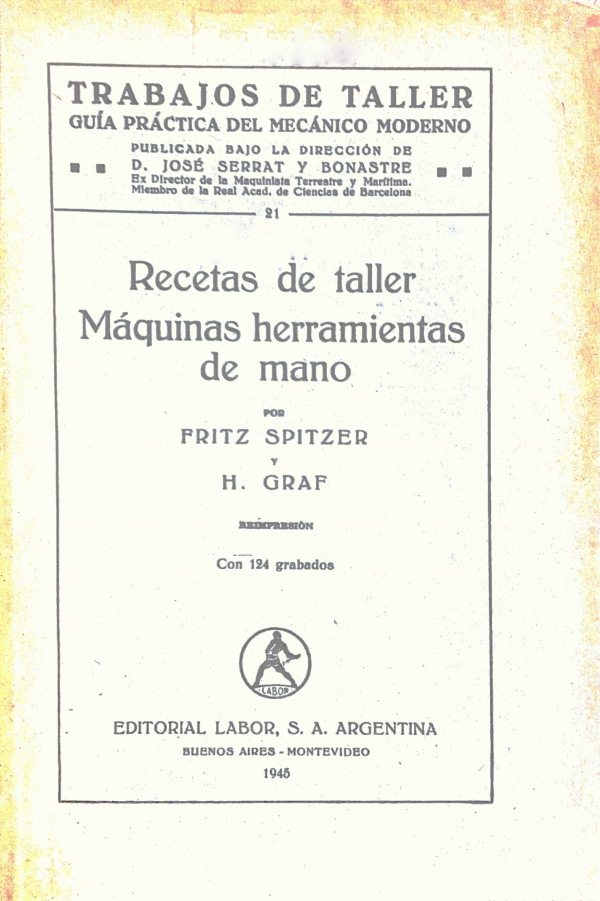 TRABAJOS DE TALLER
GUÍA PRÁCTICA DEL MECÁNICO MODERNO
PUBLICADA BAJO LA DIRECCIÓN DE
D. JOSÉ SERRAT Y BONASTRE
Ex Director de la Maquinista Terrestre y Marítima.
Miembro de la Real Acad. de Ciencias de Barcelona
21
Recetas de taller
Máquinas herramientas
de mano
POR
FRITZ SPITZER
Y
H. GRAF
REIMPRESIÓN
Con 124 grabados
LABOR
EDITORIAL LABOR, S. A. ARGENTINA
BUENOS AIRES - MONTEVIDEO
1945